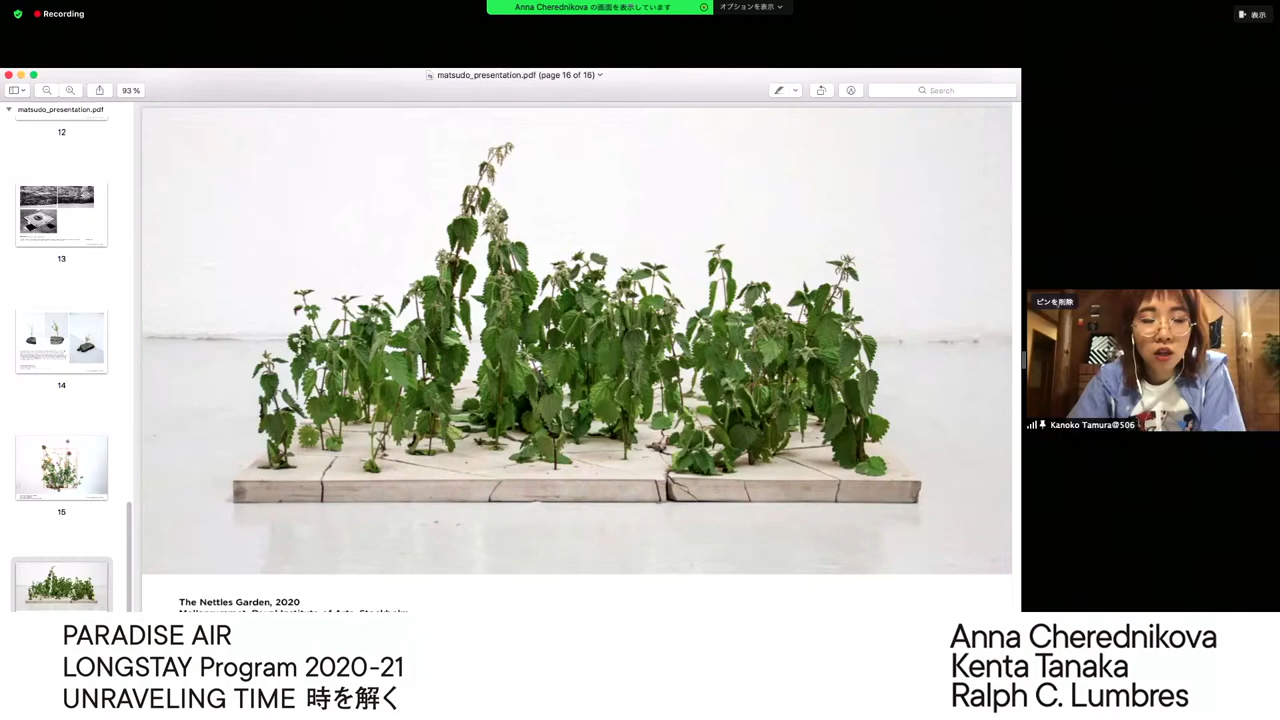 Recording
Anna Cherednikova の画面を表示しています
オプションを表示
表示
matsudo_presentation.pdf (page 16 of 16)
93 %
Search
matsudo_presentation.pdf
12
13
14
15
ピンを削除
Kanoko Tamura@506
The Nettles Garden, 2020
PARADISE AIR
LONGSTAY Program 2020-21
UNRAVELING TIME 時を解く
Anna Cherednikova
Kenta Tanaka
Ralph C. Lumbres